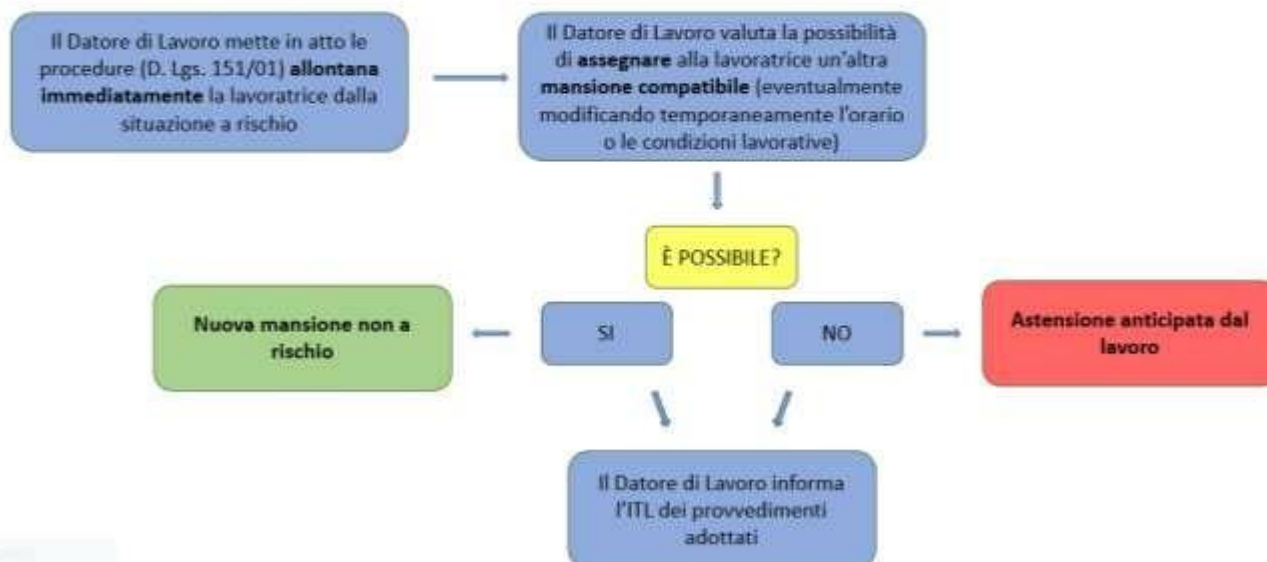 Il Datore di Lavoro mette in atto le
procedure (D. Lgs. 151/01) allontana
immediatamente la lavoratrice dalla
situazione a rischio
Il Datore di Lavoro valuta la possibilità
di assegnare alla lavoratrice un'altra
mansione compatibile (eventualmente
modificando temporaneamente l'orario
o le condizioni lavorative)
È POSSIBILE?
Nuova mansione non a
rischio
SI
NO
Astensione anticipata dal
lavoro
Il Datore di Lavoro informa
l'ITL dei provvedimenti
adottati